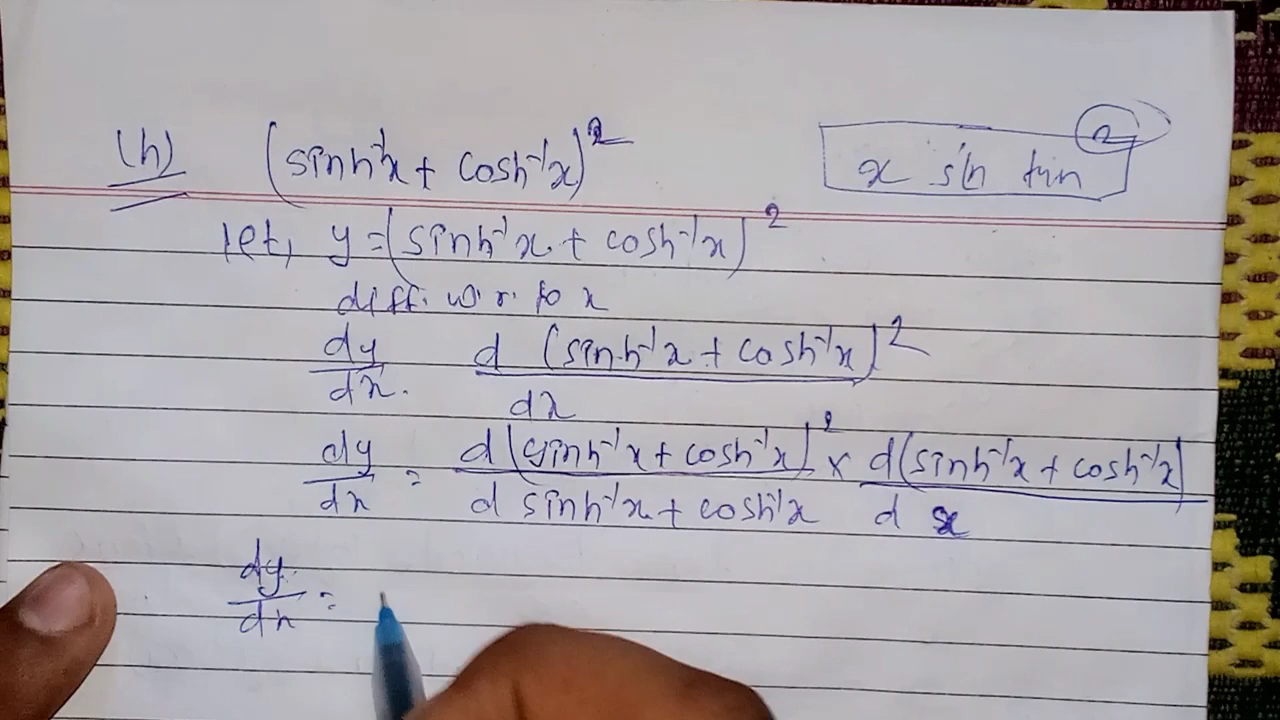 (h) (sinh⁻¹x + cosh⁻¹x)²
x sin tan 2
let, y = (sinh⁻¹x + cosh⁻¹x)²
diff. w. r. to x
dy/dx. d (sinh⁻¹x + cosh⁻¹x)²/dx
dy/dx = d(sinh⁻¹x + cosh⁻¹x)²/d sinh⁻¹x + cosh⁻¹x × d(sinh⁻¹x + cosh⁻¹x)/d x
dy/dx =